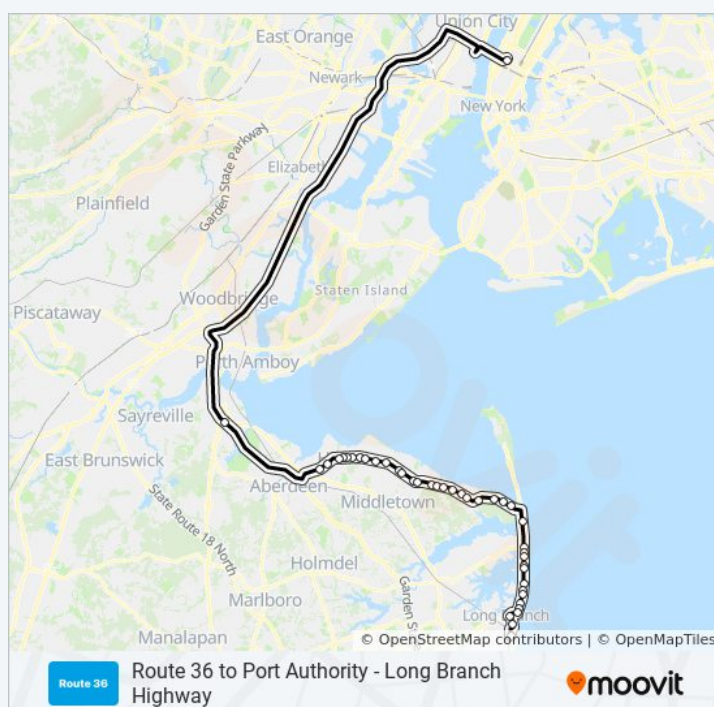 Union City
East Orange
Newark
New York
Garden State Parkway
Elizabeth
Plainfield
Staten Island
Woodbridge
Piscataway
Perth Amboy
Sayreville
East Brunswick
Aberdeen
Middletown
State Route 18 North
Holmdel
Marlboro
Garden S
Long Branch
Manalapan
© OpenStreetMap contributors | © OpenMapTiles
Route 36
Route 36 to Port Authority - Long Branch
Highway
moovit